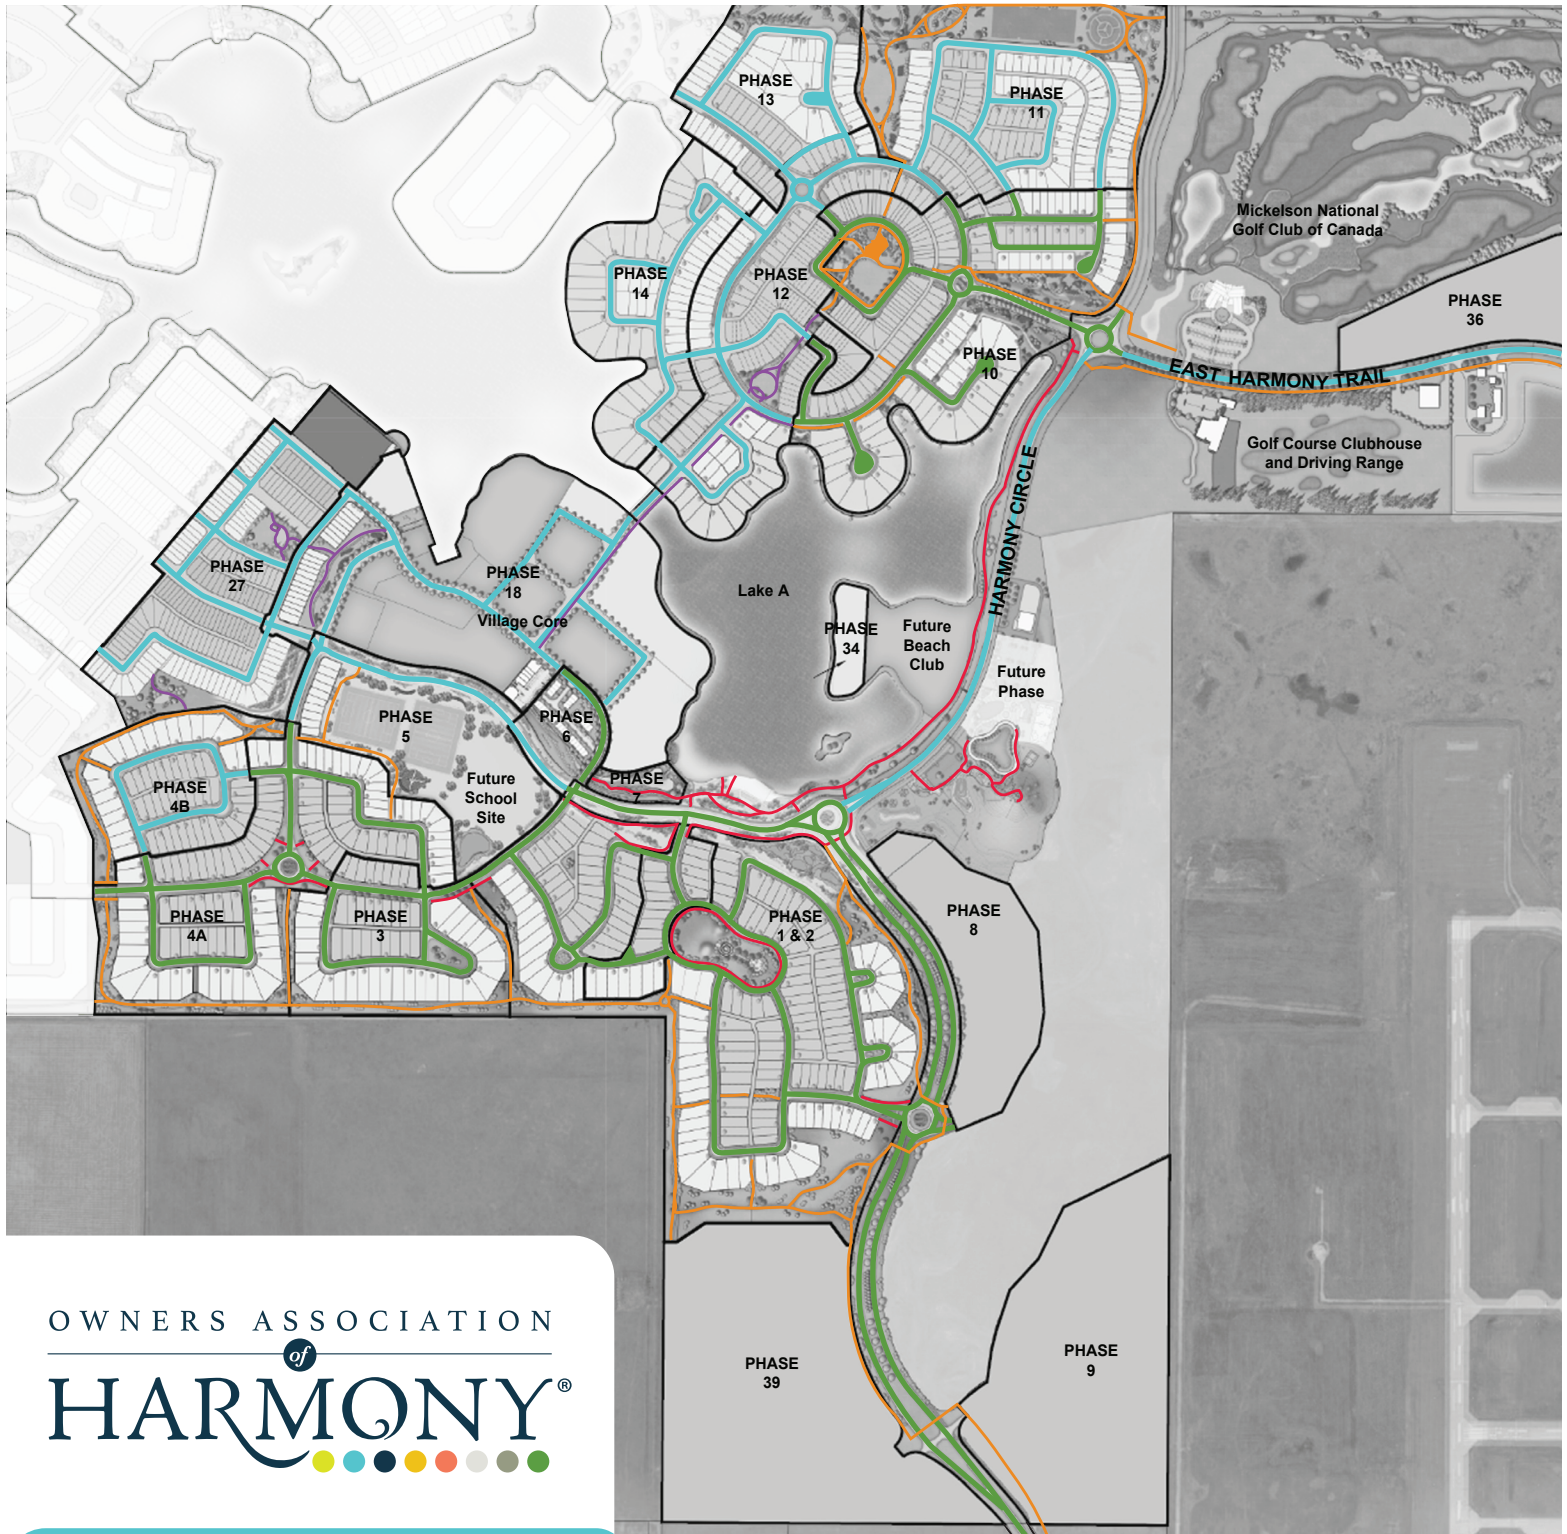 PHASE
13
PHASE
11
Mickelson National
Golf Club of Canada
PHASE
14
PHASE
12
PHASE
36
PHASE
10
EAST HARMONY TRAIL
Golf Course Clubhouse
and Driving Range
HARMONY CIRCLE
PHASE
27
PHASE
18
Village Core
Lake A
PHASE
34
Future
Beach
Club
Future
Phase
PHASE
5
PHASE
6
PHASE
7
Future
School
Site
PHASE
4B
PHASE
4A
PHASE
3
PHASE
1 & 2
PHASE
8
PHASE
39
PHASE
9
OWNERS ASSOCIATION
of
HARMONY®